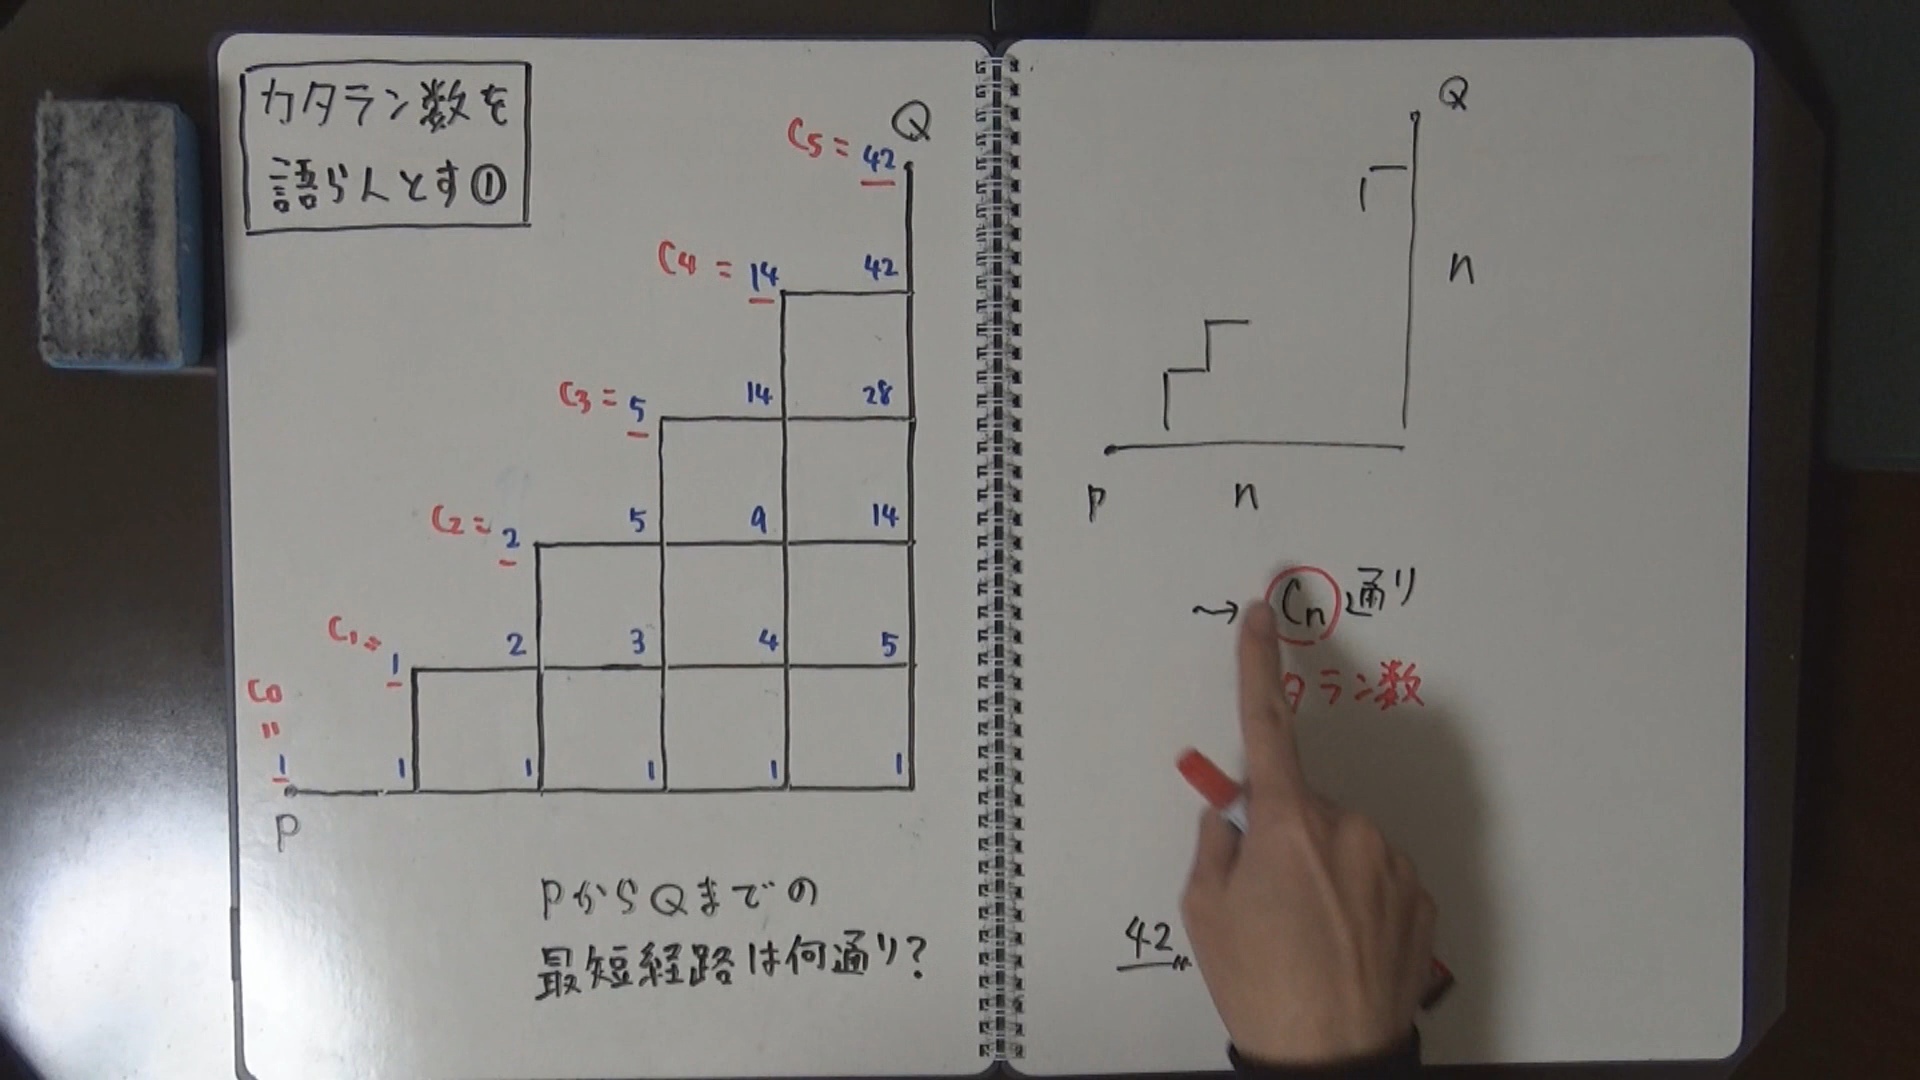 カタラン数を
語らんとす①
Q
C5 = 42
C4 = 14 42
C3 = 5 14 28
C2 = 2 5 9 14
C1 = 1 2 3 4 5
C0
=
1 1 1 1 1 1
P
PからQまでの
最短経路は何通り?
Q
n
P n
→ Cn 通り
タラン数
42